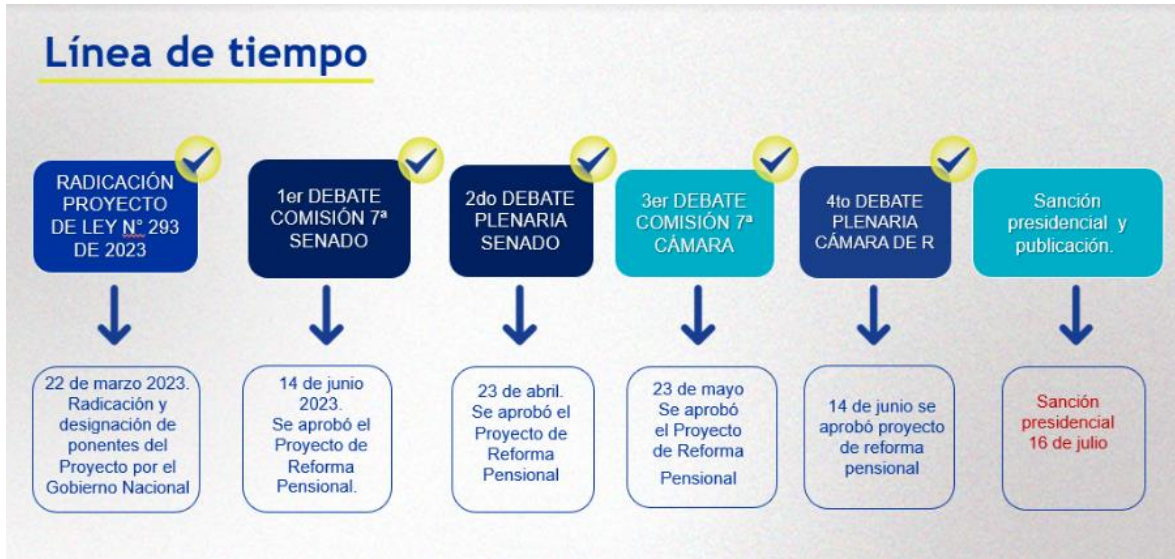 Línea de tiempo
RADICACIÓN
PROYECTO
DE LEY N° 293
DE 2023
1er DEBATE
COMISIÓN 7ª
SENADO
2do DEBATE
PLENARIA
SENADO
3er DEBATE
COMISIÓN 7ª
CÁMARA
4to DEBATE
PLENARIA
CÁMARA DE R
Sanción
presidencial y
publicación.
22 de marzo 2023.
Radicación y
designación de
ponentes del
Proyecto por el
Gobierno Nacional
14 de junio
2023.
Se aprobó el
Proyecto de
Reforma
Pensional.
23 de abril.
Se aprobó el
Proyecto de
Reforma
Pensional
23 de mayo
Se aprobó
el Proyecto
de Reforma
Pensional
14 de junio se
aprobó proyecto
de reforma
pensional
Sanción
presidencial
16 de julio